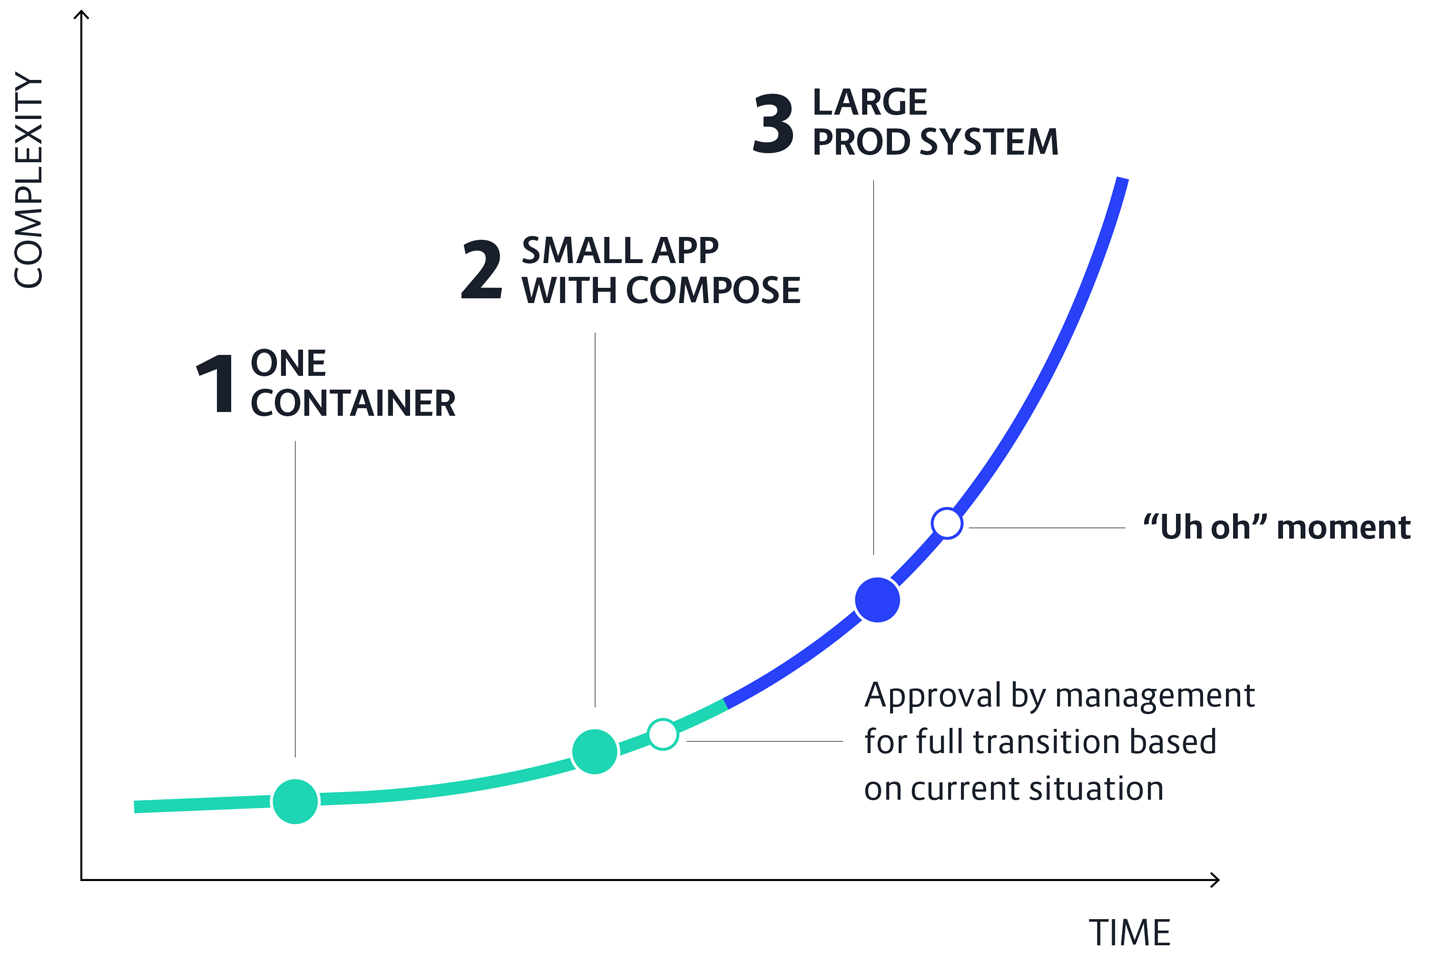 COMPLEXITY
3 LARGE
PROD SYSTEM
2 SMALL APP
WITH COMPOSE
1 ONE
CONTAINER
“Uh oh” moment
Approval by management
for full transition based
on current situation
TIME